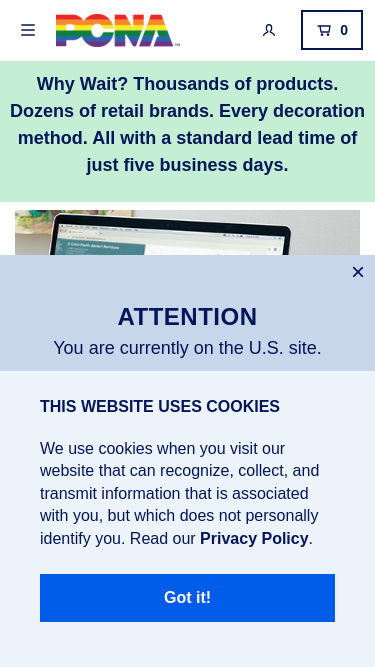 PCNA™
0
Why Wait? Thousands of products.
Dozens of retail brands. Every decoration
method. All with a standard lead time of
just five business days.
ATTENTION
You are currently on the U.S. site.
THIS WEBSITE USES COOKIES
We use cookies when you visit our
website that can recognize, collect, and
transmit information that is associated
with you, but which does not personally
identify you. Read our Privacy Policy.
Got it!